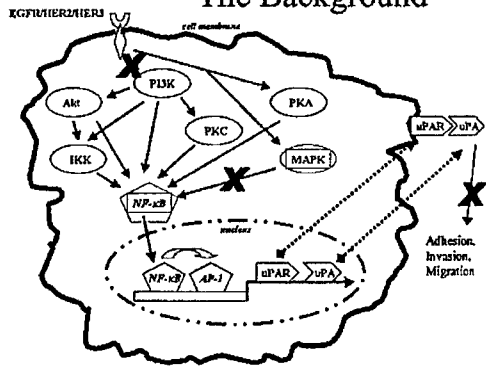 The Background
EGFR/HER2/HER3
cell membrane
PI3K
Akt
PKA
PKC
uPAR uPA
IKK
MAPK
NF-κB
nucleus
Adhesion,
Invasion,
Migration
NF-κB AP-1 uPAR uPA